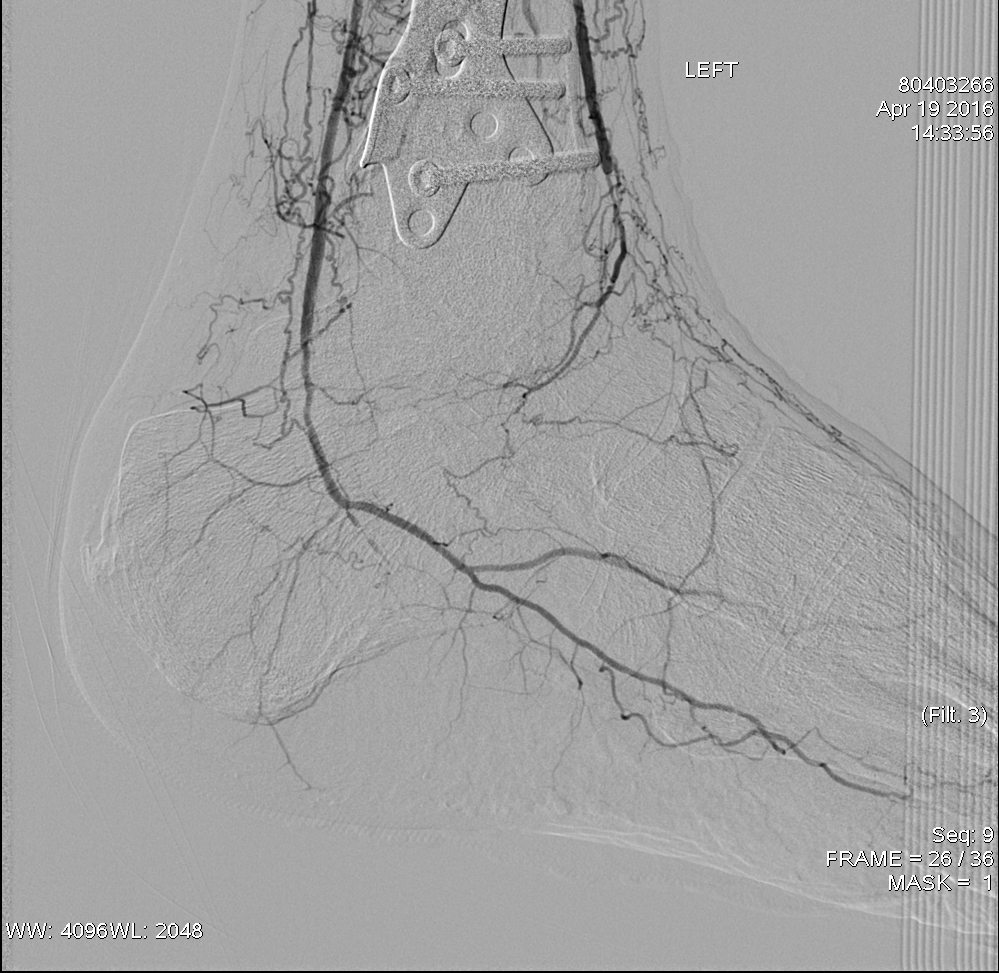 LEFT
80403266
Apr 19 2016
14:33:56
(Filt. 3)
Seq: 9
FRAME = 26 / 36
MASK = 1
WW: 4096WL: 2048